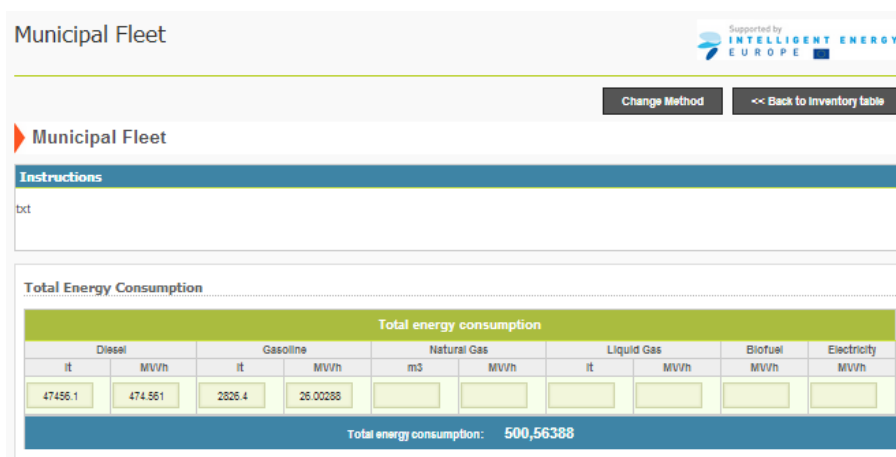 Municipal Fleet
Supported by
INTELLIGENT ENERGY
EUROPE
Change Method
<< Back to Inventory table
Municipal Fleet
Instructions
txt
Total Energy Consumption
Total energy consumption
Diesel Gasoline Natural Gas Liquid Gas Biofuel Electricity
lt MWh lt MWh m3 MWh lt MWh MWh MWh
47456.1 474.561 2826.4 26.00288
Total energy consumption: 500,56388